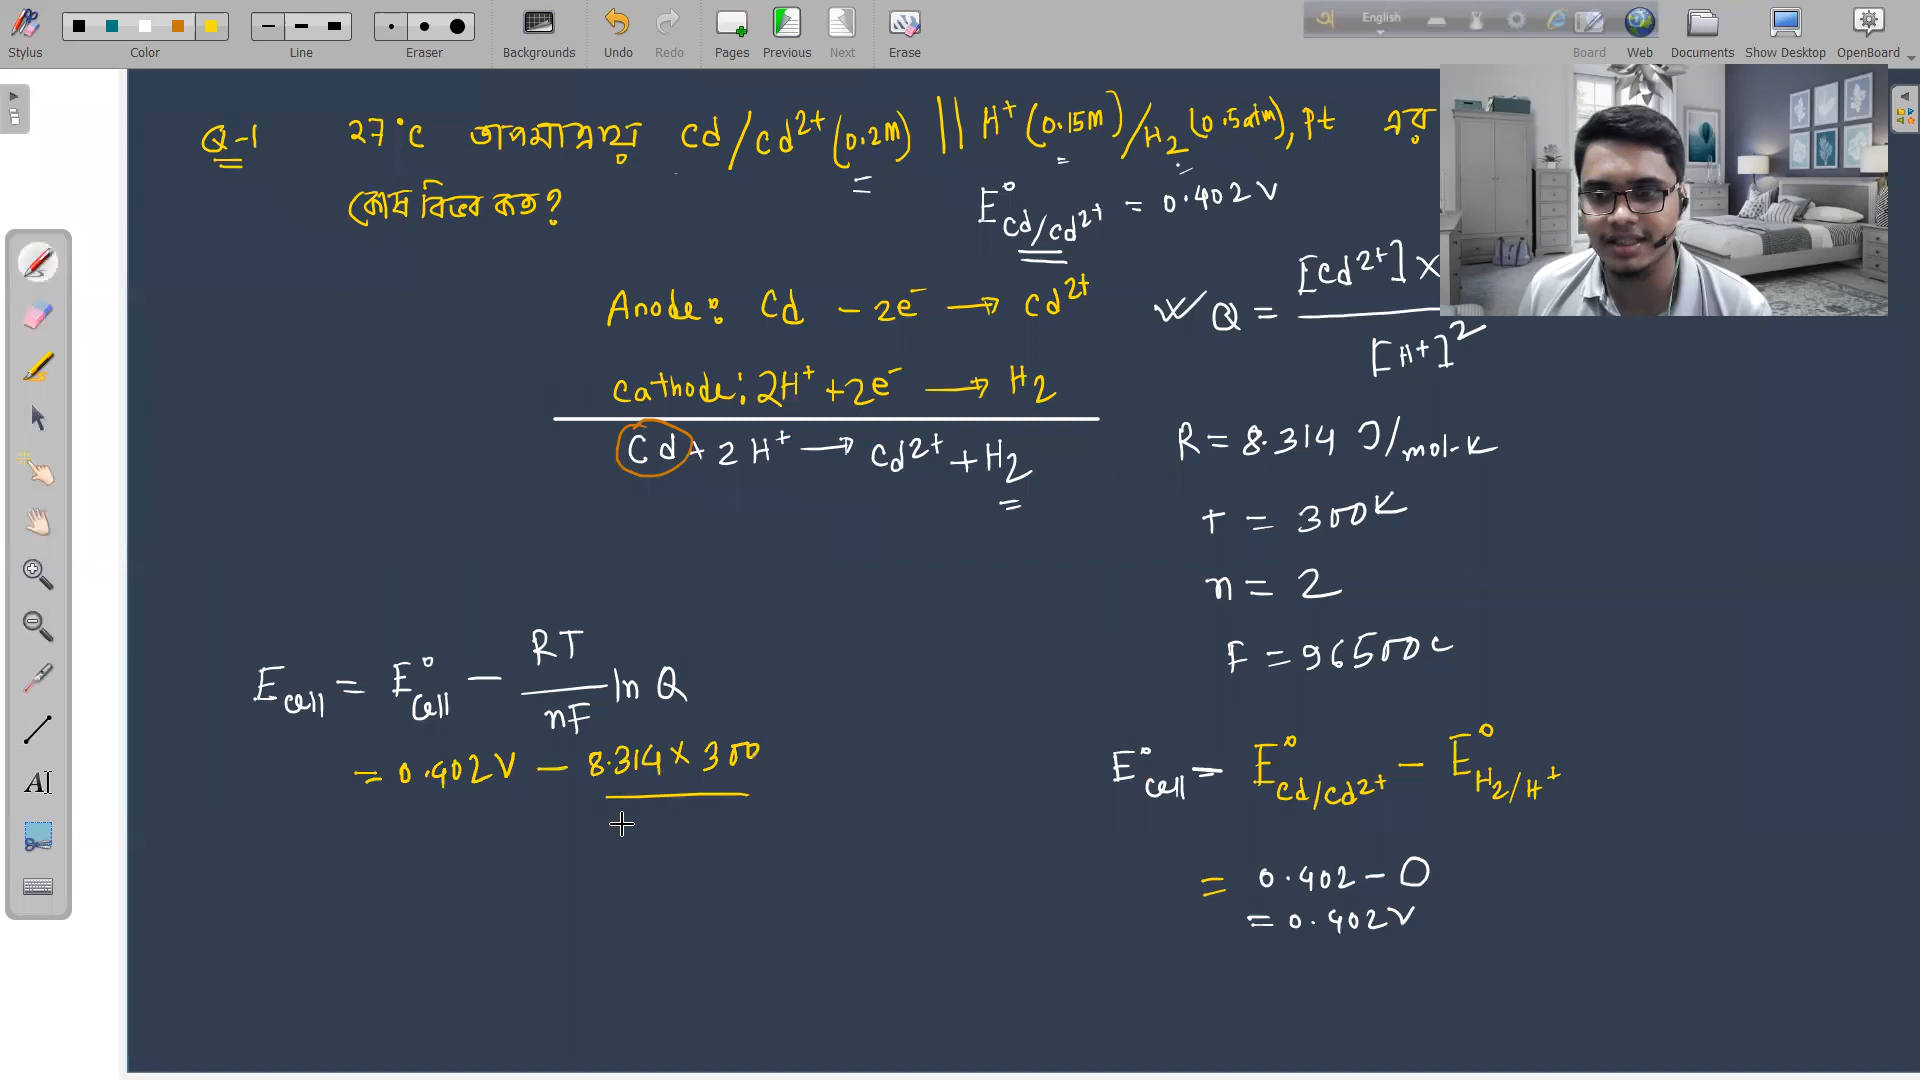 Stylus Color Line Eraser Backgrounds Undo Redo Pages Previous Next Erase Board Web Documents Show Desktop OpenBoard
অ English
Q-1 27°C তাপমাত্রায় Cd/Cd²⁺(0.2M) || H⁺(0.15M)/H₂(0.5atm), Pt এর
কোষ বিভব কত?
E°Cd/Cd²⁺ = 0.402 V
Anode: Cd - 2e⁻ → Cd²⁺
Cathode: 2H⁺ + 2e⁻ → H₂
Cd + 2H⁺ → Cd²⁺ + H₂
Q = [Cd²⁺] ×
[H⁺]²
R = 8.314 J/mol-K
T = 300K
n = 2
F = 96500C
Ecell = E°cell - RT/nF ln Q
= 0.402V - 8.314 × 300
E°cell = E°Cd/Cd²⁺ - E°H₂/H⁺
= 0.402 - 0
= 0.402V
AI